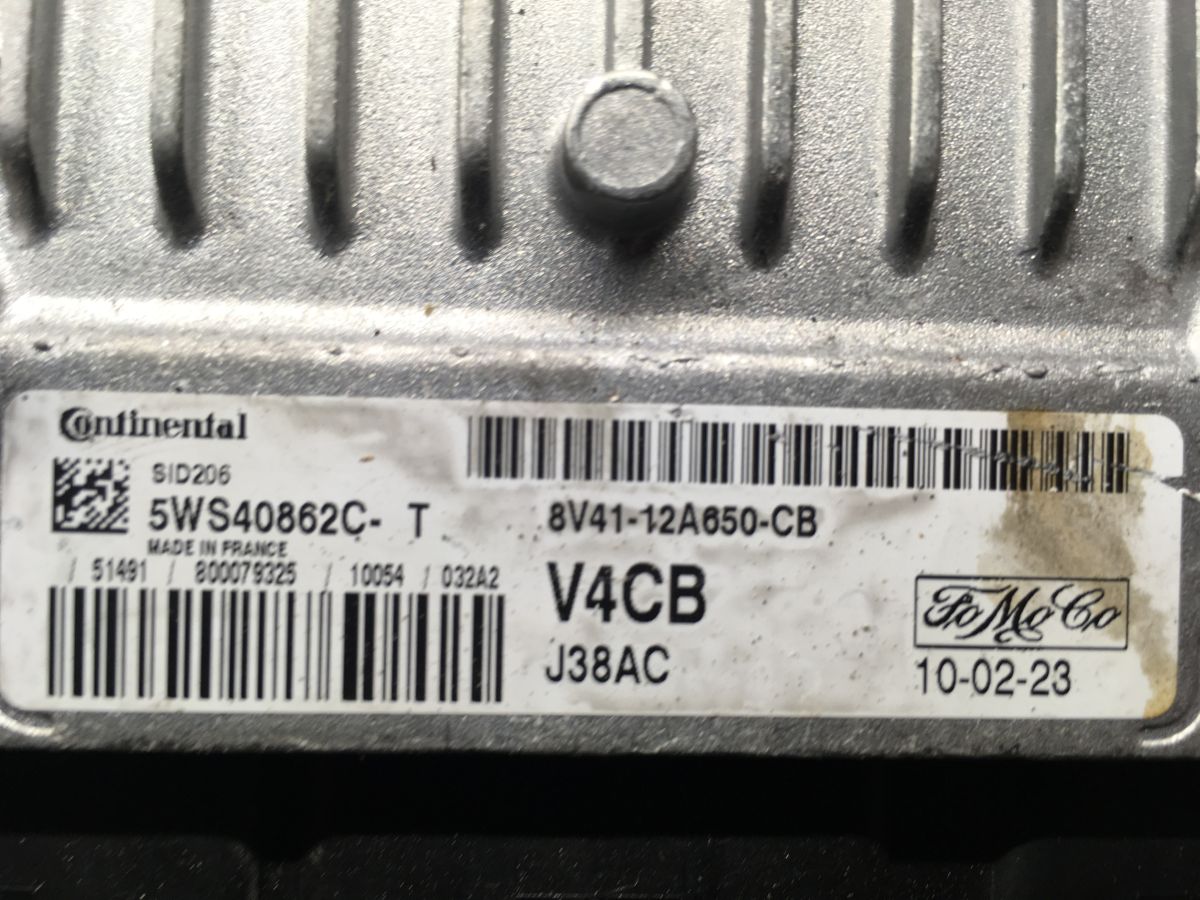 Continental
SID206
5WS40862C- T
MADE IN FRANCE
/ 51491 / 800079325 / 10054 / 032A2
8V41-12A650-CB
V4CB
J38AC
FoMoCo
10-02-23